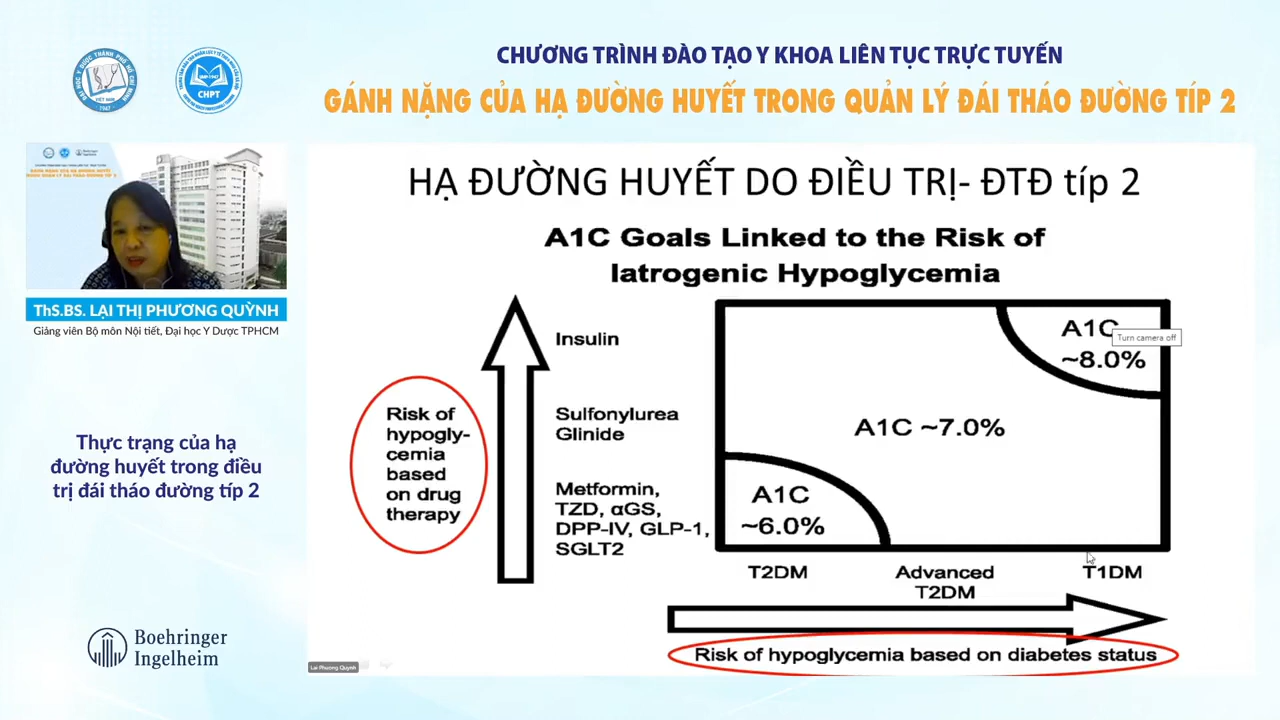 CHƯƠNG TRÌNH ĐÀO TẠO Y KHOA LIÊN TỤC TRỰC TUYẾN
GÁNH NẶNG CỦA HẠ ĐƯỜNG HUYẾT TRONG QUẢN LÝ ĐÁI THÁO ĐƯỜNG TÍP 2
CHPT
ThS.BS. LẠI THỊ PHƯƠNG QUỲNH
Giảng viên Bộ môn Nội tiết, Đại học Y Dược TPHCM
Thực trạng của hạ
đường huyết trong điều
trị đái tháo đường típ 2
Boehringer
Ingelheim
HẠ ĐƯỜNG HUYẾT DO ĐIỀU TRỊ- ĐTĐ típ 2
A1C Goals Linked to the Risk of
Iatrogenic Hypoglycemia
Risk of
hypogly-
cemia
based
on drug
therapy
Insulin
Sulfonylurea
Glinide
Metformin,
TZD, αGS,
DPP-IV, GLP-1,
SGLT2
A1C
~8.0%
Turn camera off
A1C ~7.0%
A1C
~6.0%
T2DM
Advanced
T2DM
T1DM
Risk of hypoglycemia based on diabetes status
Lai Phuong Quynh